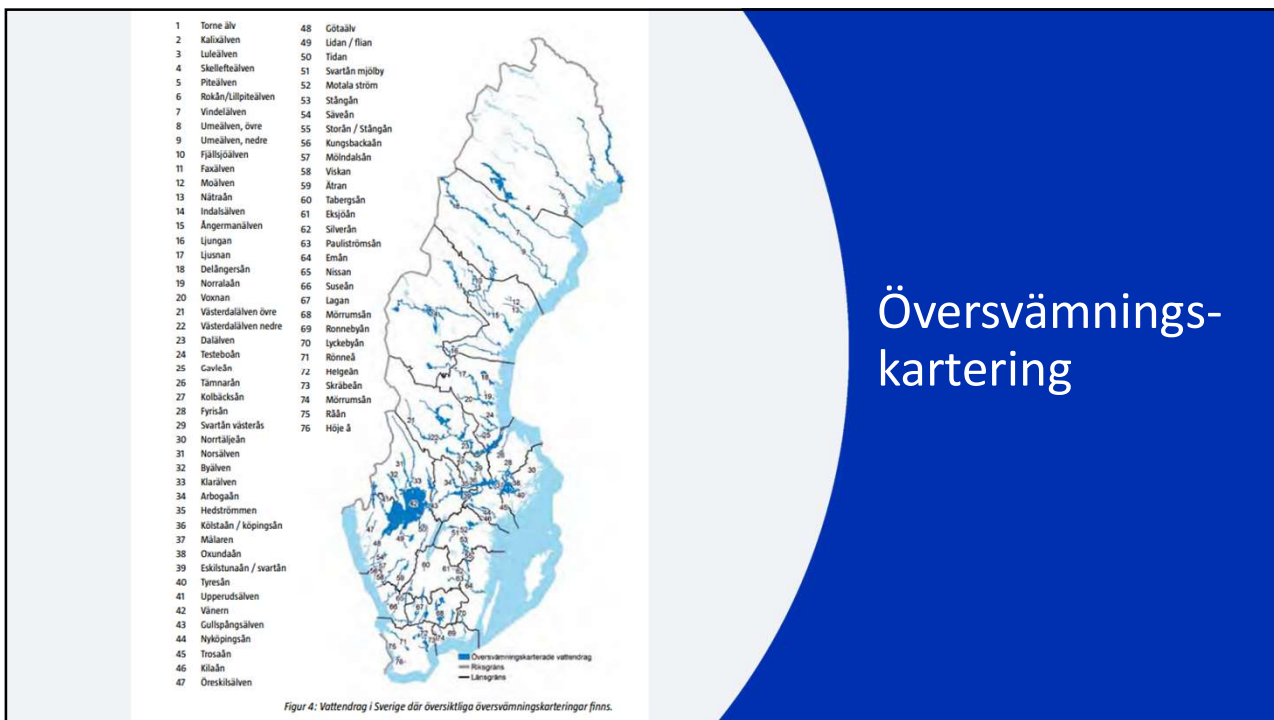 1 Torne älv
2 Kalixälven
3 Luleälven
4 Skellefteälven
5 Piteälven
6 Rokån/Lillpiteälven
7 Vindelälven
8 Umeälven, övre
9 Umeälven, nedre
10 Fjällsjöälven
11 Faxälven
12 Moälven
13 Nätraån
14 Indalsälven
15 Ångermanälven
16 Ljungan
17 Ljusnan
18 Delångersån
19 Norralaån
20 Voxnan
21 Västerdalälven övre
22 Västerdalälven nedre
23 Dalälven
24 Testeboån
25 Gavleån
26 Tämnarån
27 Kolbäcksån
28 Fyrisån
29 Svartån västerås
30 Norrtäljeån
31 Norsälven
32 Byälven
33 Klarälven
34 Arbogaån
35 Hedströmmen
36 Kölstaån / köpingsån
37 Mälaren
38 Oxundaån
39 Eskilstunaån / svartån
40 Tyresån
41 Upperudsälven
42 Vänern
43 Gullspångsälven
44 Nyköpingsån
45 Trosaån
46 Kilaån
47 Öreskilsälven
48 Götaälv
49 Lidan / flian
50 Tidan
51 Svartån mjölby
52 Motala ström
53 Stångån
54 Säveån
55 Storån / Stångån
56 Kungsbackaån
57 Mölndalsån
58 Viskan
59 Ätran
60 Tabergsån
61 Eksjöån
62 Silverån
63 Pauliströmsån
64 Emån
65 Nissan
66 Suseån
67 Lagan
68 Mörrumsån
69 Ronnebyån
70 Lyckebyån
71 Rönneå
72 Helgeån
73 Skräbeån
74 Mörrumsån
75 Råån
76 Höje å
Översvämningskarterade vattendrag
Riksgräns
Länsgräns
Figur 4: Vattendrag i Sverige där översiktliga översvämningskarteringar finns.
Översvämnings-
kartering